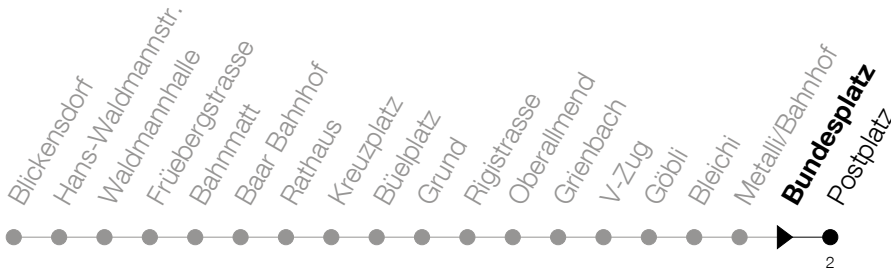 Blickensdorf
Hans-Waldmannstr.
Waldmannhalle
Früebergstrasse
Bahnmatt
Baar Bahnhof
Rathaus
Kreuzplatz
Büelplatz
Grund
Rigistrasse
Oberallmend
Grienbach
V-Zug
Göbli
Bleichi
Metalli/Bahnhof
Bundesplatz
Postplatz
2